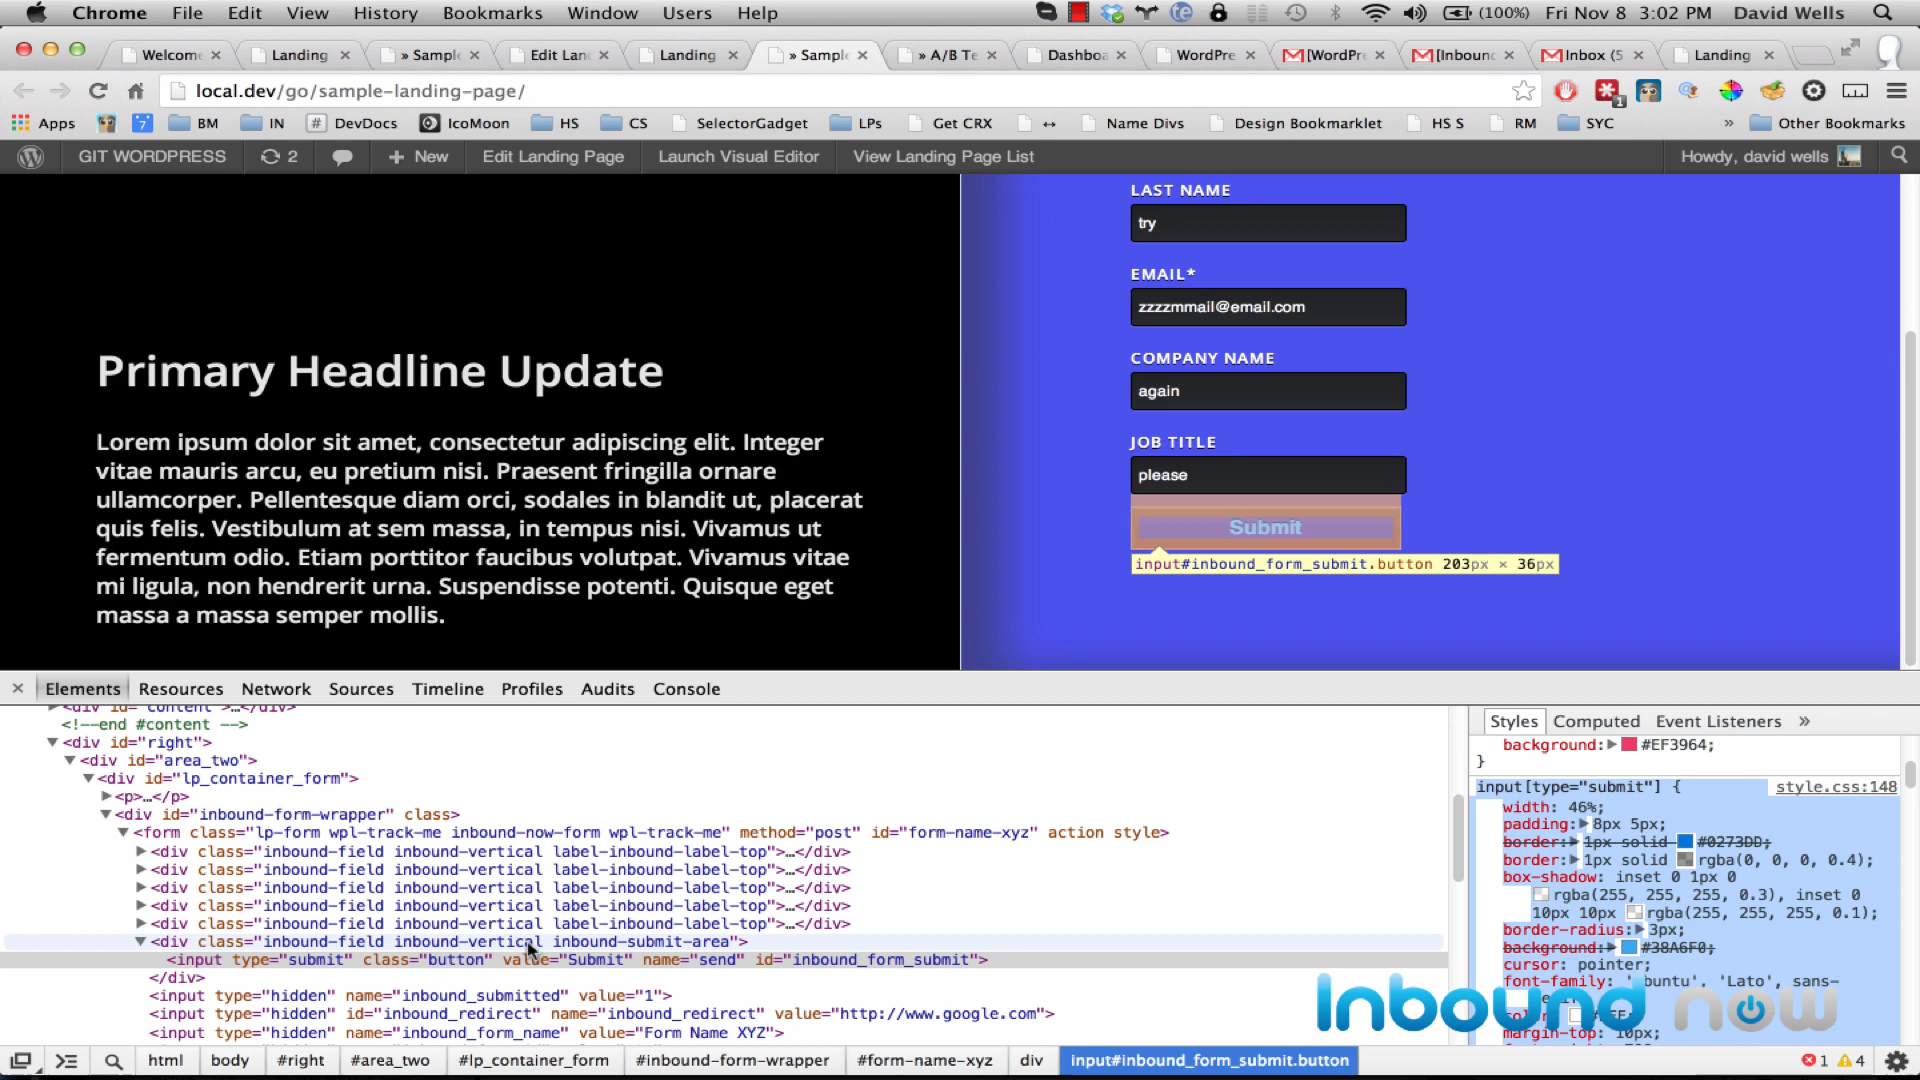 Chrome File Edit View History Bookmarks Window Users Help (100%) Fri Nov 8 3:02 PM David Wells
Welcome Landing » Sample Edit Lan Landing » Sample » A/B Te Dashboa WordPre [WordPre [Inbound Inbox (5 Landing
local.dev/go/sample-landing-page/ 1
Apps 7 BM IN # DevDocs IcoMoon HS CS SelectorGadget LPs Get CRX ↔ Name Divs Design Bookmarklet HS S RM SYC » Other Bookmarks
GIT WORDPRESS 2 + New Edit Landing Page Launch Visual Editor View Landing Page List Howdy, david wells
Primary Headline Update
Lorem ipsum dolor sit amet, consectetur adipiscing elit. Integer
vitae mauris arcu, eu pretium nisi. Praesent fringilla ornare
ullamcorper. Pellentesque diam orci, sodales in blandit ut, placerat
quis felis. Vestibulum at sem massa, in tempus nisi. Vivamus ut
fermentum odio. Etiam porttitor faucibus volutpat. Vivamus vitae
mi ligula, non hendrerit urna. Suspendisse potenti. Quisque eget
massa a massa semper mollis.
LAST NAME
try
EMAIL*
zzzzmmail@email.com
COMPANY NAME
again
JOB TITLE
please
Submit
input#inbound_form_submit.button 203px × 36px
× Elements Resources Network Sources Timeline Profiles Audits Console
<div id="content">…</div>
<!--end #content -->
<div id="right">
<div id="area_two">
<div id="lp_container_form">
<p>…</p>
<div id="inbound-form-wrapper" class>
<form class="lp-form wpl-track-me inbound-now-form wpl-track-me" method="post" id="form-name-xyz" action style>
<div class="inbound-field inbound-vertical label-inbound-label-top">…</div>
<div class="inbound-field inbound-vertical label-inbound-label-top">…</div>
<div class="inbound-field inbound-vertical label-inbound-label-top">…</div>
<div class="inbound-field inbound-vertical label-inbound-label-top">…</div>
<div class="inbound-field inbound-vertical label-inbound-label-top">…</div>
<div class="inbound-field inbound-vertical inbound-submit-area">
<input type="submit" class="button" value="Submit" name="send" id="inbound_form_submit">
</div>
<input type="hidden" name="inbound_submitted" value="1">
<input type="hidden" id="inbound_redirect" name="inbound_redirect" value="http://www.google.com">
<input type="hidden" name="inbound_form_name" value="Form Name XYZ">
Styles Computed Event Listeners »
background: #EF3964;
}
input[type="submit"] { style.css:148
width: 46%;
padding: 8px 5px;
border: 1px solid #0273DD;
border: 1px solid rgba(0, 0, 0, 0.4);
box-shadow: inset 0 1px 0
rgba(255, 255, 255, 0.3), inset 0
10px 10px rgba(255, 255, 255, 0.1);
border-radius: 3px;
background: #38A6F0;
cursor: pointer;
font-family: 'Ubuntu', 'Lato', sans-
margin-top: 10px;
Inbound now
html body #right #area_two #lp_container_form #inbound-form-wrapper #form-name-xyz div input#inbound_form_submit.button 1 4